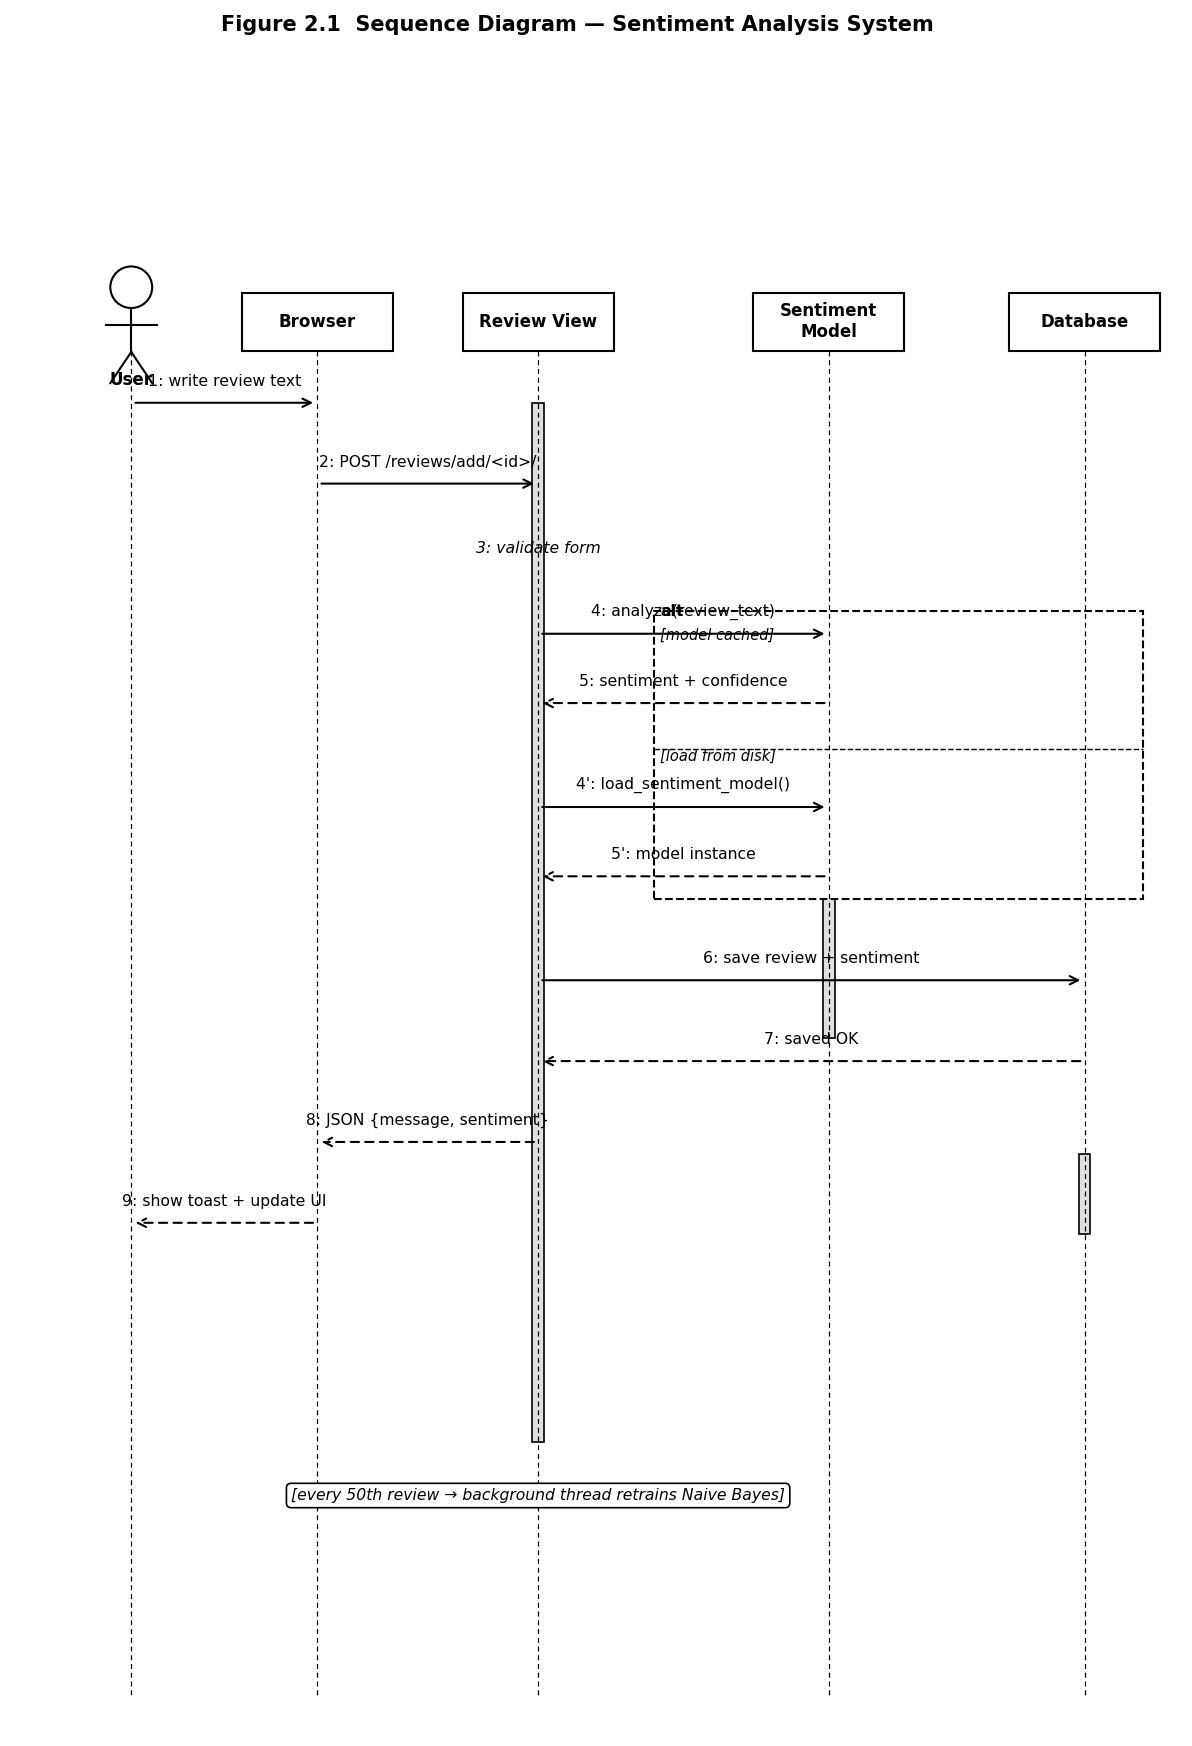 Figure 2.1  Sequence Diagram — Sentiment Analysis System
User
Browser
Review View
Sentiment
Model
Database
1: write review text
2: POST /reviews/add/<id>/
3: validate form
4: analyze(review_text)
alt
[model cached]
5: sentiment + confidence
[load from disk]
4': load_sentiment_model()
5': model instance
6: save review + sentiment
7: saved OK
8: JSON {message, sentiment}
9: show toast + update UI
[every 50th review → background thread retrains Naive Bayes]